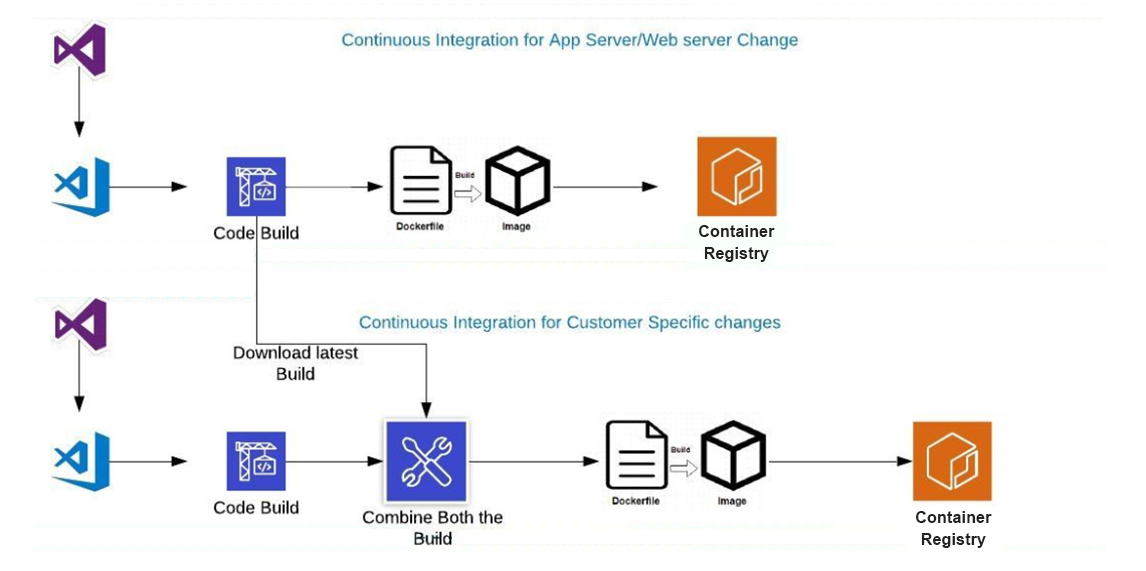 Continuous Integration for App Server/Web server Change
Build
Code Build
Dockerfile
Image
Container
Registry
Continuous Integration for Customer Specific changes
Download latest
Build
Build
Code Build
Combine Both the
Build
Dockerfile
Image
Container
Registry